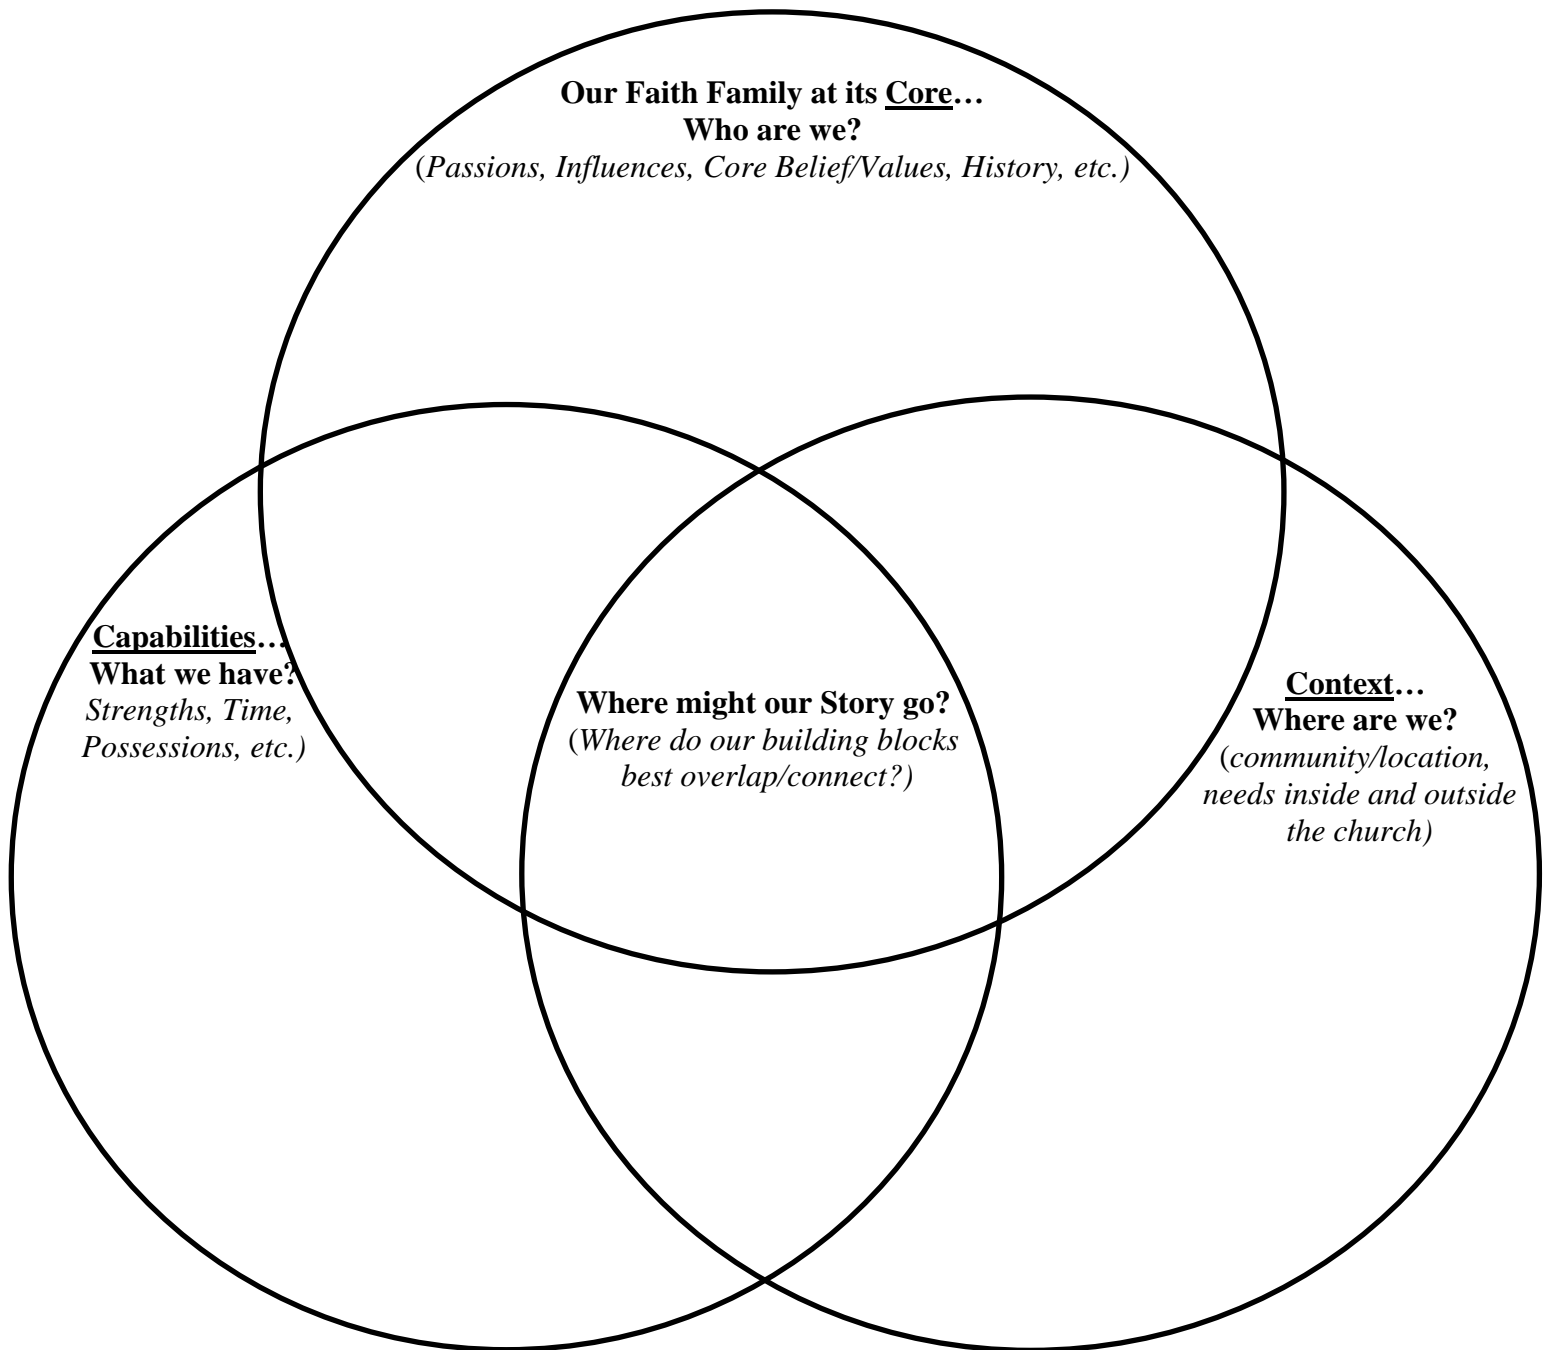 Our Faith Family at its Core…
Who are we?
(Passions, Influences, Core Belief/Values, History, etc.)
Capabilities…
What we have?
Strengths, Time,
Possessions, etc.)
Where might our Story go?
(Where do our building blocks
best overlap/connect?)
Context…
Where are we?
(community/location,
needs inside and outside
the church)